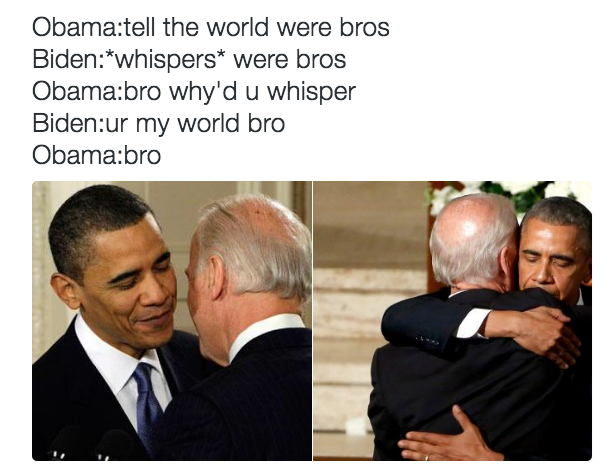 Obama:tell the world were bros
Biden:*whispers* were bros
Obama:bro why'd u whisper
Biden:ur my world bro
Obama:bro